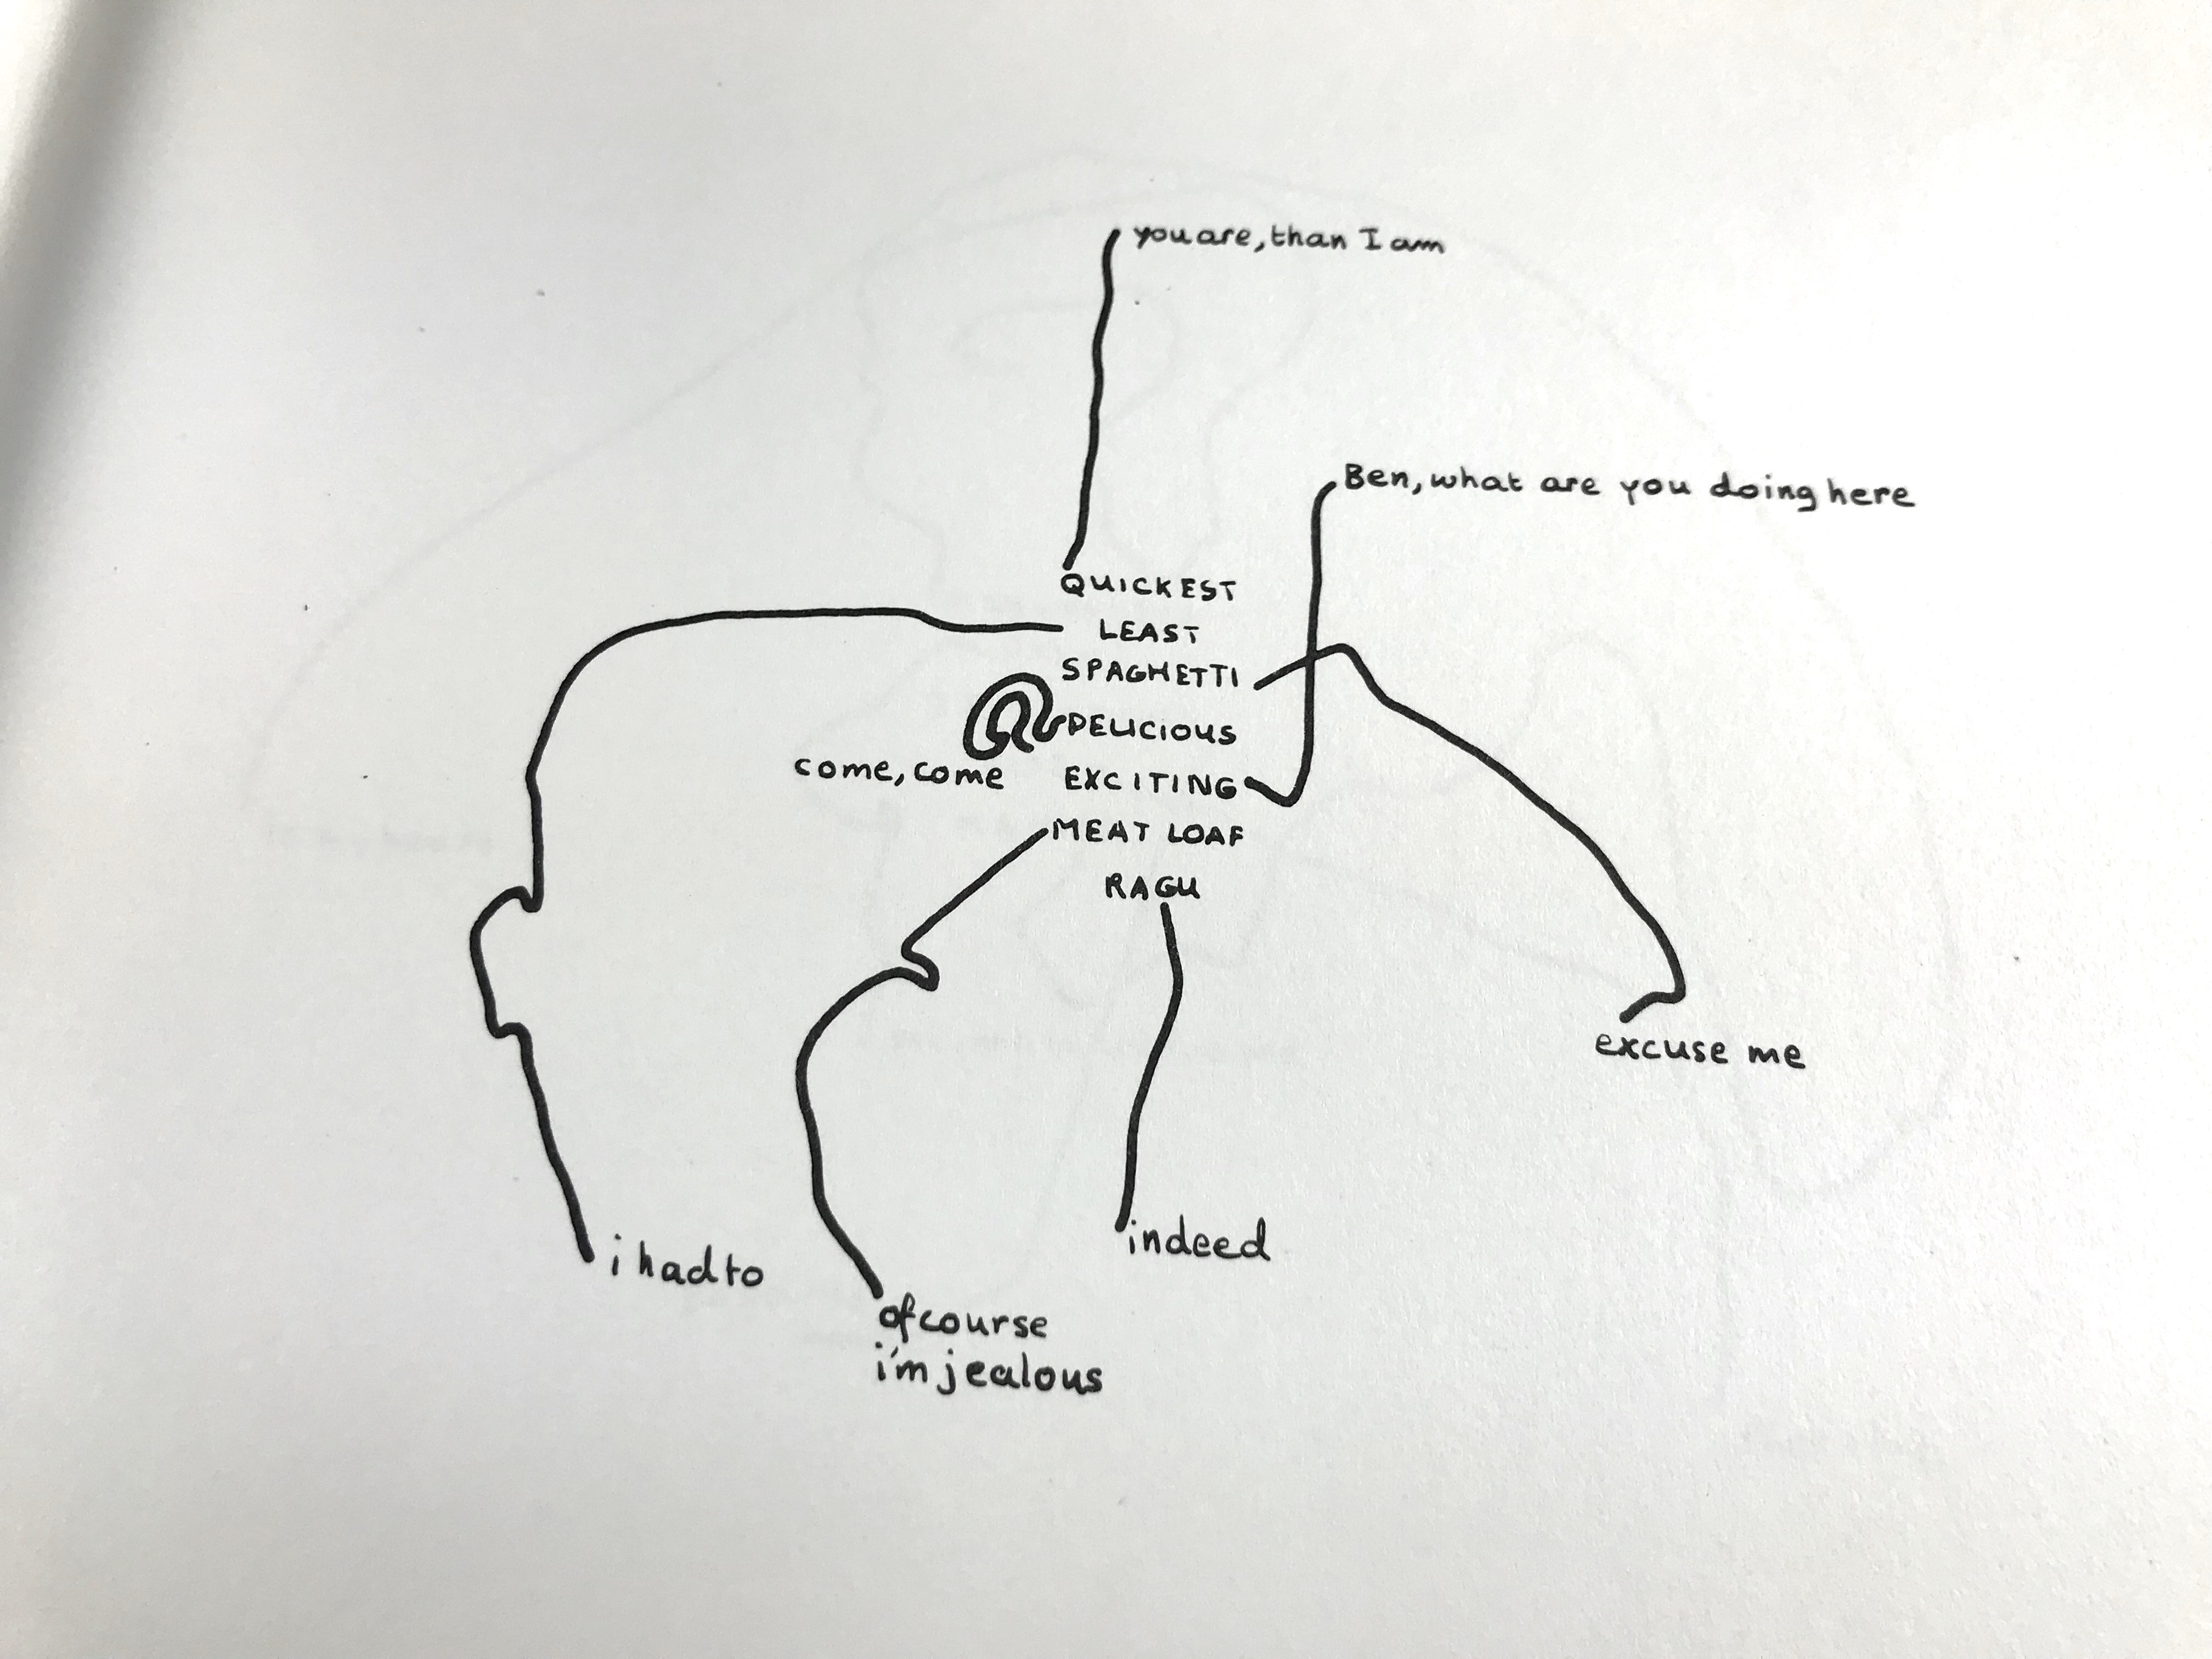 you are, than I am
Ben, what are you doing here
QUICKEST
LEAST
SPAGHETTI
DELICIOUS
come, come
EXCITING
MEAT LOAF
RAGU
excuse me
indeed
i had to
of course
i'm jealous